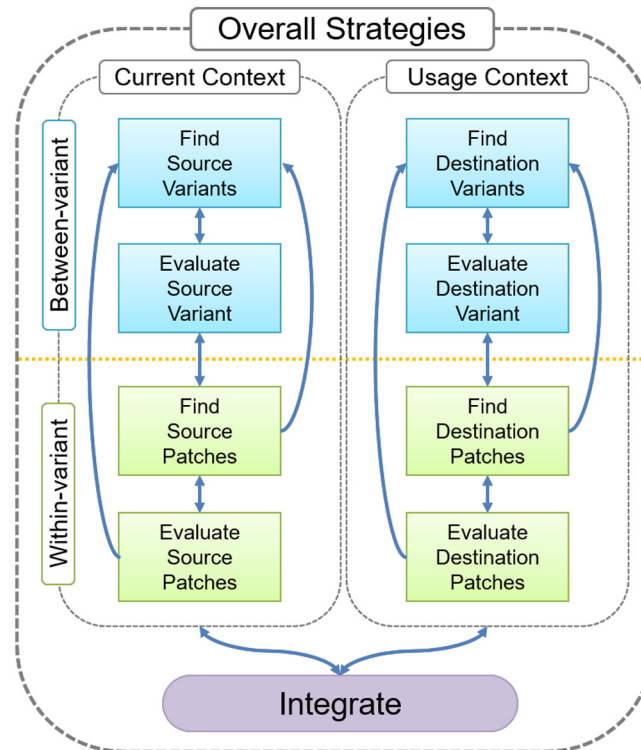 Overall Strategies
Current Context
Usage Context
Between-variant
Find
Source
Variants
Find
Destination
Variants
Evaluate
Source
Variant
Evaluate
Destination
Variant
Within-variant
Find
Source
Patches
Find
Destination
Patches
Evaluate
Source
Patches
Evaluate
Destination
Patches
Integrate